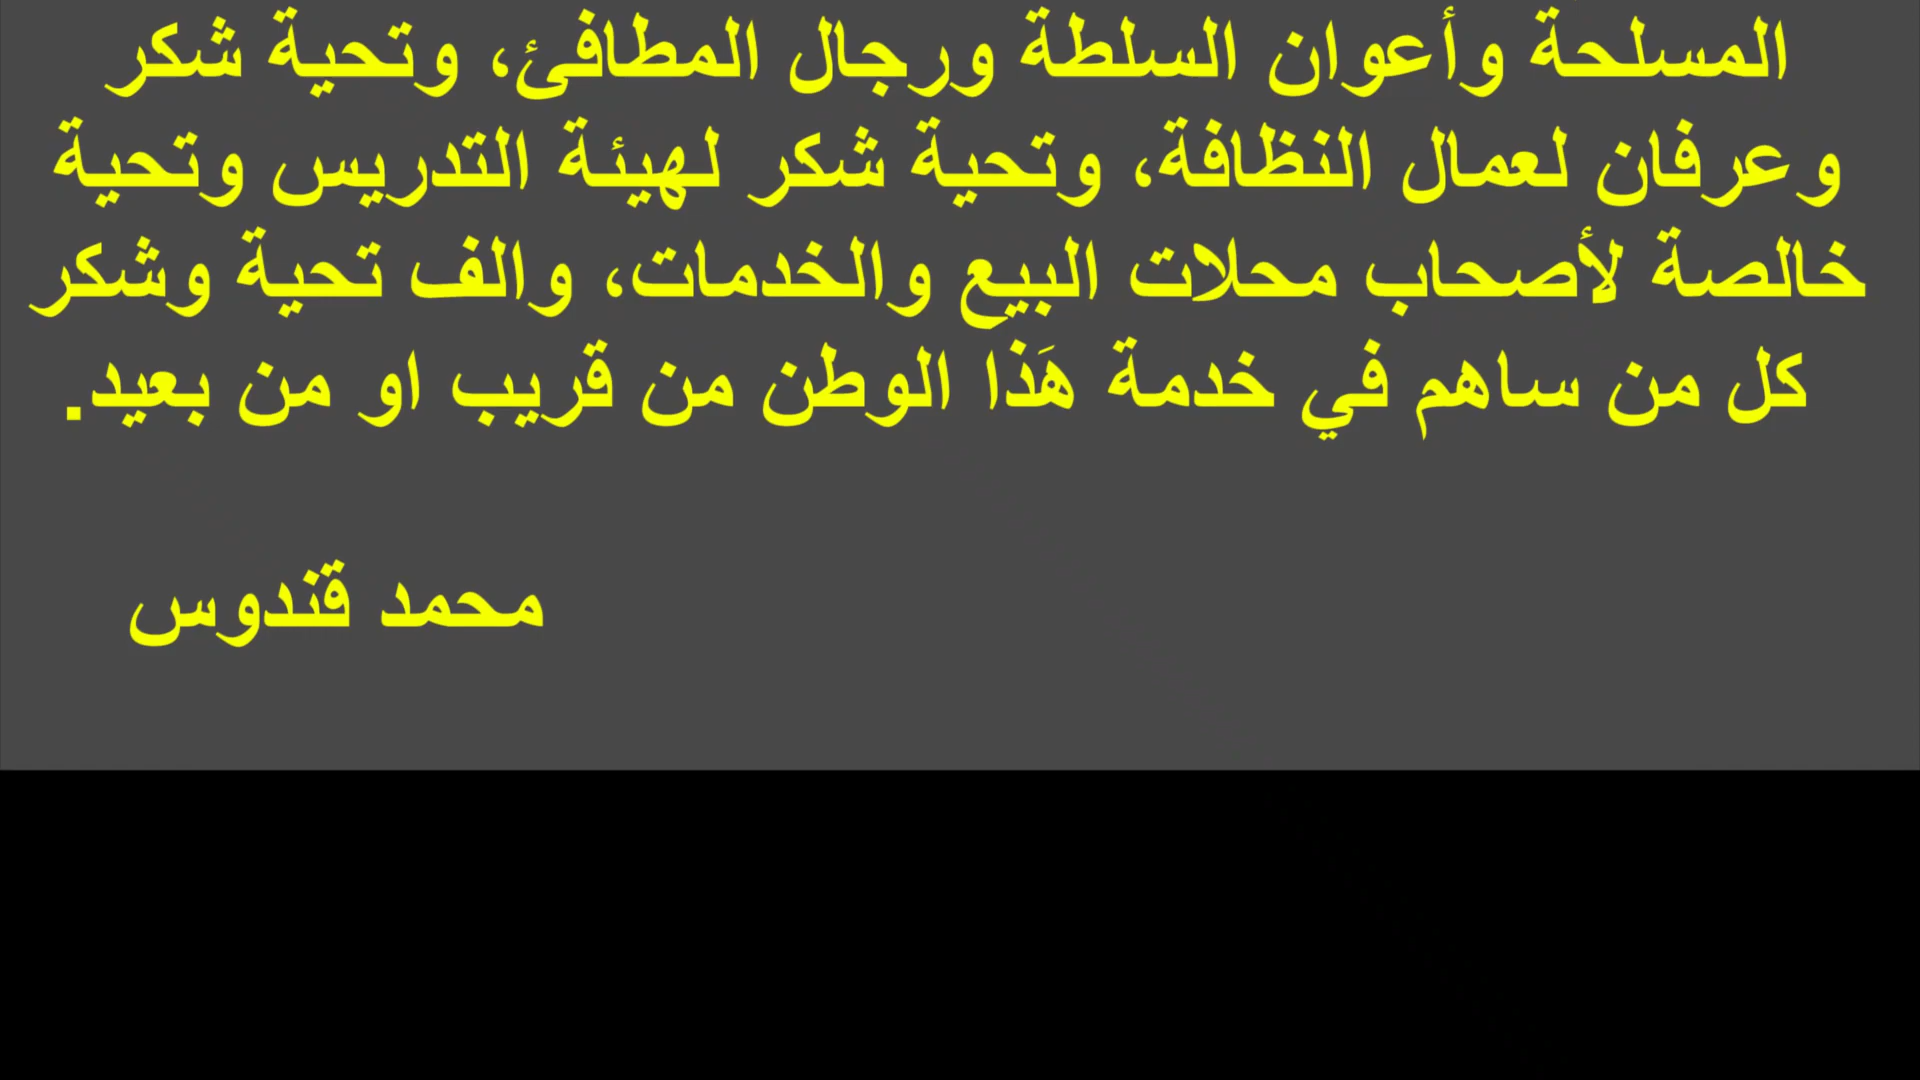 المسلحة وأعوان السلطة ورجال المطافئ، وتحية شكر
وعرفان لعمال النظافة، وتحية شكر لهيئة التدريس وتحية
خالصة لأصحاب محلات البيع والخدمات، والف تحية وشكر
كل من ساهم في خدمة هَذا الوطن من قريب او من بعيد.
محمد قندوس